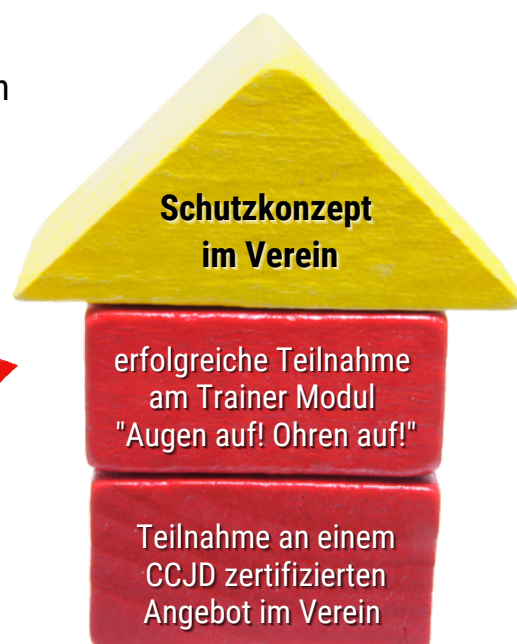 n
Schutzkonzept
im Verein
erfolgreiche Teilnahme
am Trainer Modul
"Augen auf! Ohren auf!"
Teilnahme an einem
CCJD zertifizierten
Angebot im Verein